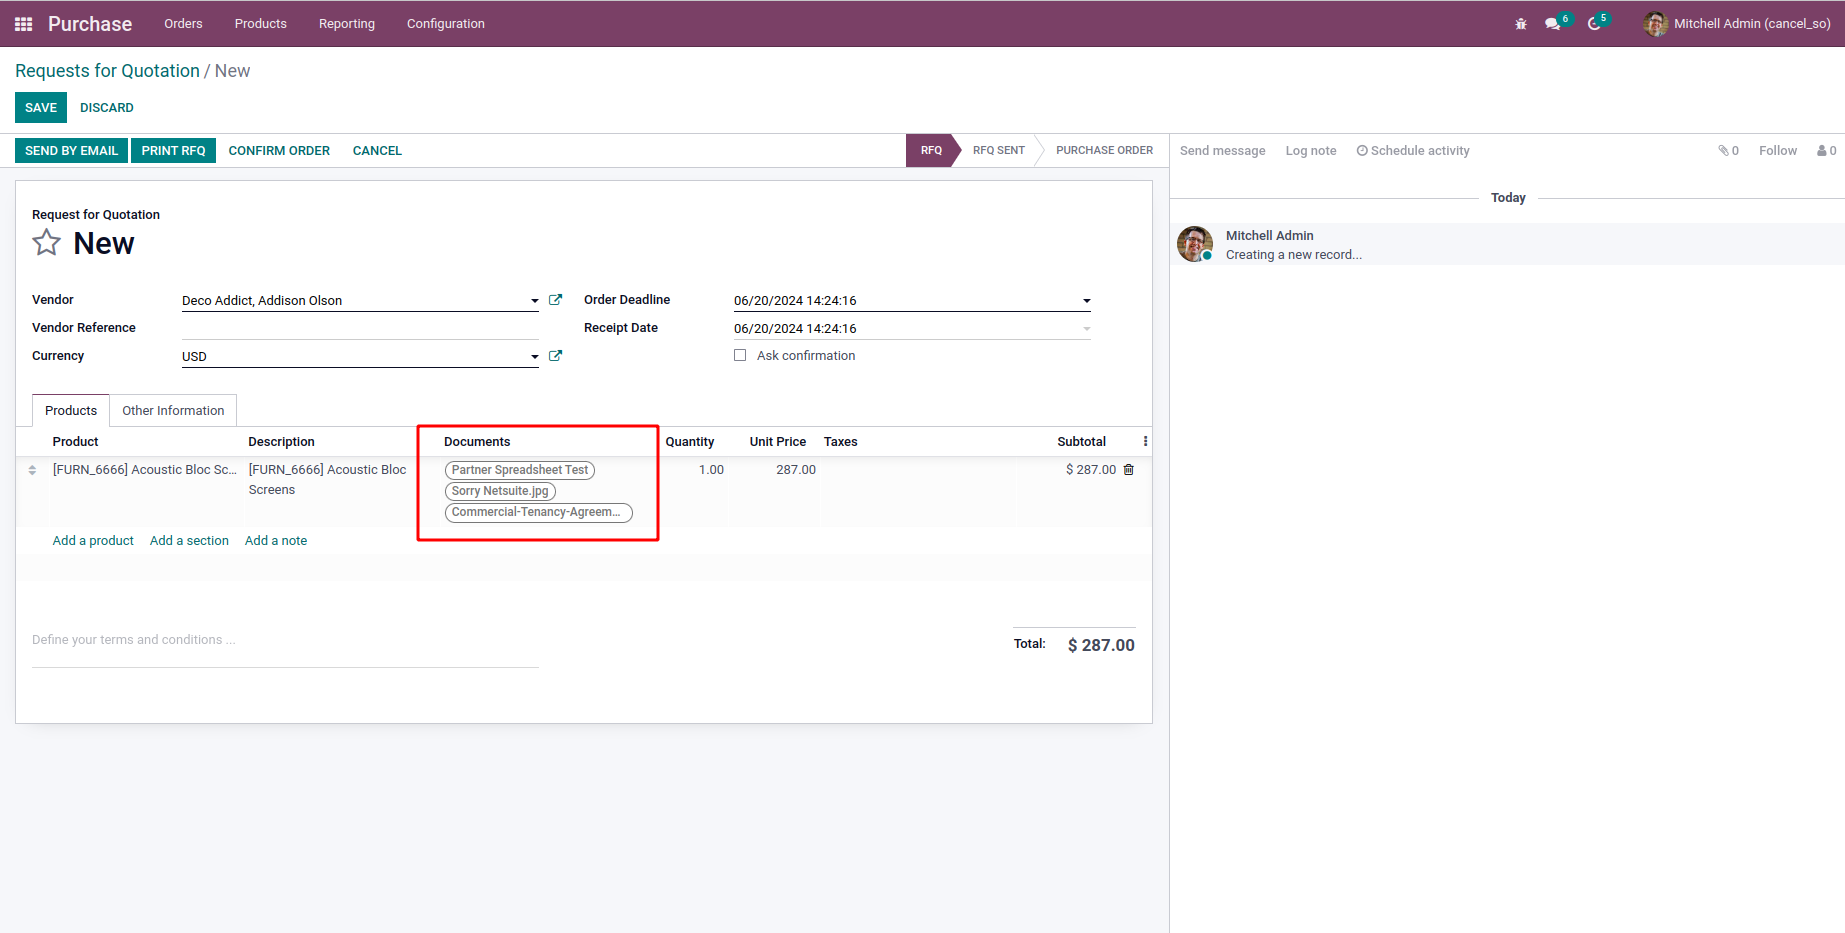 Purchase Orders Products Reporting Configuration 6 5 Mitchell Admin (cancel_so)
Requests for Quotation / New
SAVE DISCARD
SEND BY EMAIL PRINT RFQ CONFIRM ORDER CANCEL RFQ RFQ SENT PURCHASE ORDER Send message Log note Schedule activity 0 Follow 0
Today
Request for Quotation
New
Mitchell Admin
Creating a new record...
Vendor Deco Addict, Addison Olson Order Deadline 06/20/2024 14:24:16
Vendor Reference Receipt Date 06/20/2024 14:24:16
Currency USD Ask confirmation
Products Other Information
Product Description Documents Quantity Unit Price Taxes Subtotal
[FURN_6666] Acoustic Bloc Sc... [FURN_6666] Acoustic Bloc Partner Spreadsheet Test 1.00 287.00 $ 287.00
Screens Sorry Netsuite.jpg
Commercial-Tenancy-Agreem...
Add a product Add a section Add a note
Define your terms and conditions ...
Total: $ 287.00